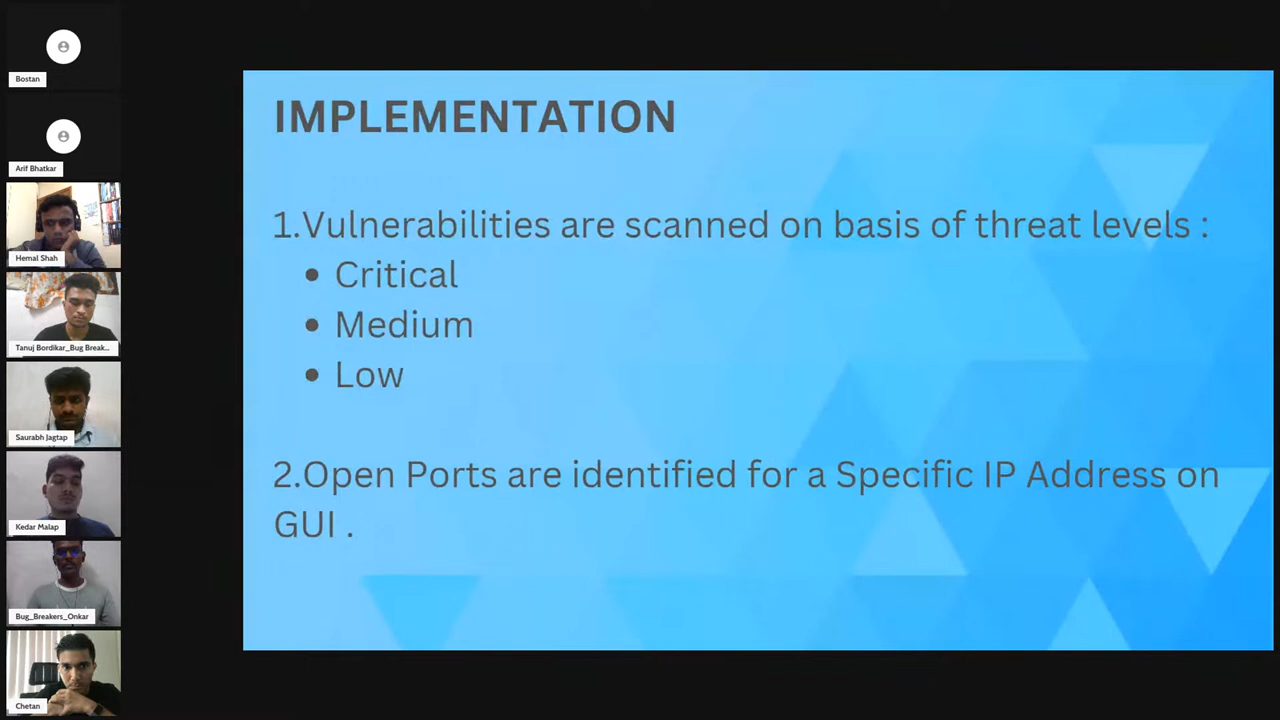 Bostan
Arif Bhatkar
Hemal Shah
Tanuj Bordikar_Bug Break...
Saurabh Jagtap
Kedar Malap
Bug_Breakers_Onkar
Chetan
IMPLEMENTATION
1.Vulnerabilities are scanned on basis of threat levels :
• Critical
• Medium
• Low
2.Open Ports are identified for a Specific IP Address on
GUI .